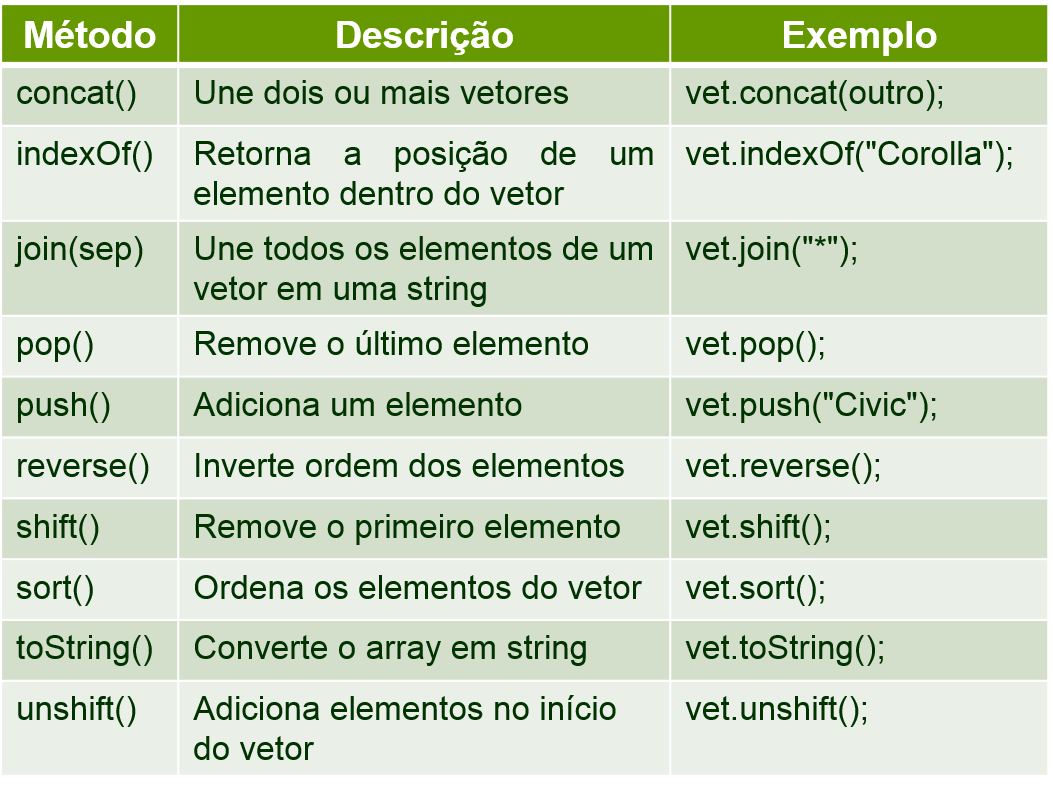 Método Descrição Exemplo
concat() Une dois ou mais vetores vet.concat(outro);
indexOf() Retorna a posição de um vet.indexOf("Corolla");
elemento dentro do vetor
join(sep) Une todos os elementos de um vet.join("*");
vetor em uma string
pop() Remove o último elemento vet.pop();
push() Adiciona um elemento vet.push("Civic");
reverse() Inverte ordem dos elementos vet.reverse();
shift() Remove o primeiro elemento vet.shift();
sort() Ordena os elementos do vetor vet.sort();
toString() Converte o array em string vet.toString();
unshift() Adiciona elementos no início vet.unshift();
do vetor